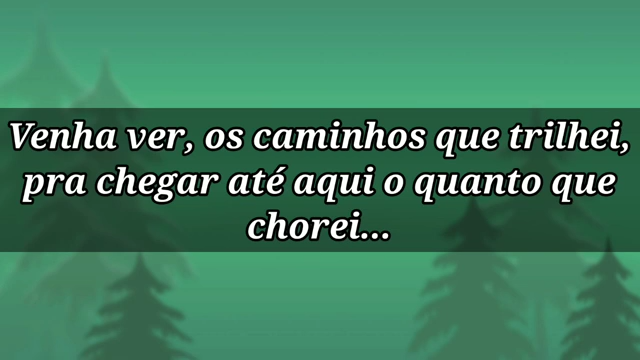 Venha ver, os caminhos que trilhei,
pra chegar até aqui o quanto que
chorei...